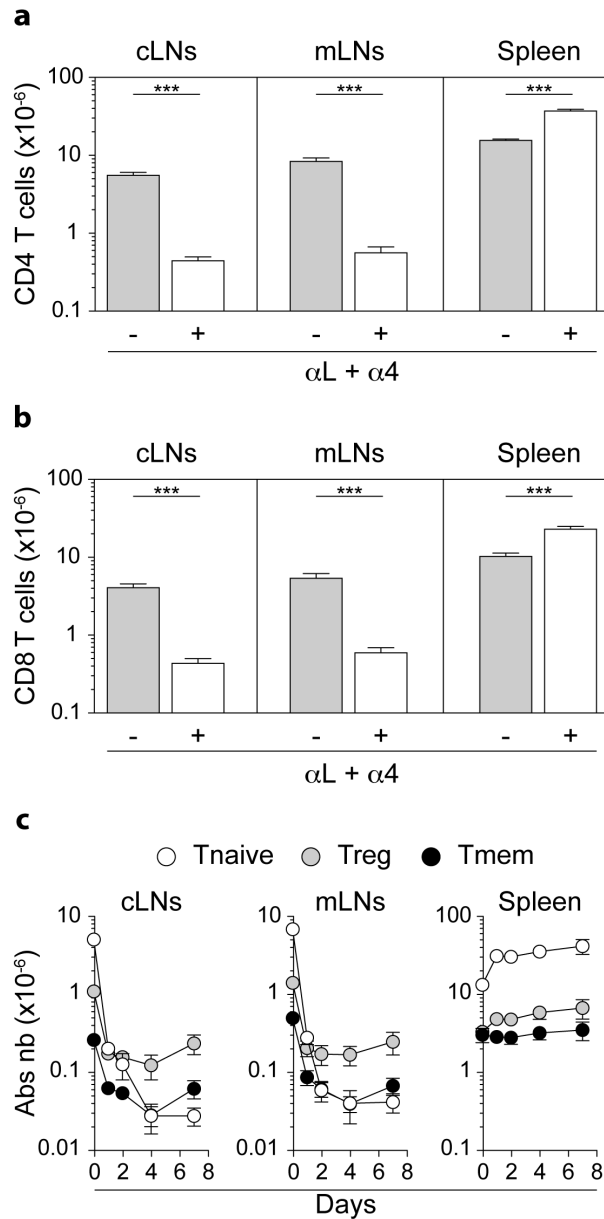 a
cLNs mLNs Spleen
CD4 T cells (x10-6)
100
10
1
0.1
*** *** ***
- + - + - +
αL + α4
b
cLNs mLNs Spleen
CD8 T cells (x10-6)
100
10
1
0.1
*** *** ***
- + - + - +
αL + α4
c
Tnaive Treg Tmem
cLNs mLNs Spleen
Abs nb (x10-6)
10
1
0.1
0.01
10
1
0.1
0.01
100
10
1
0.1
0 2 4 6 8 0 2 4 6 8 0 2 4 6 8
Days